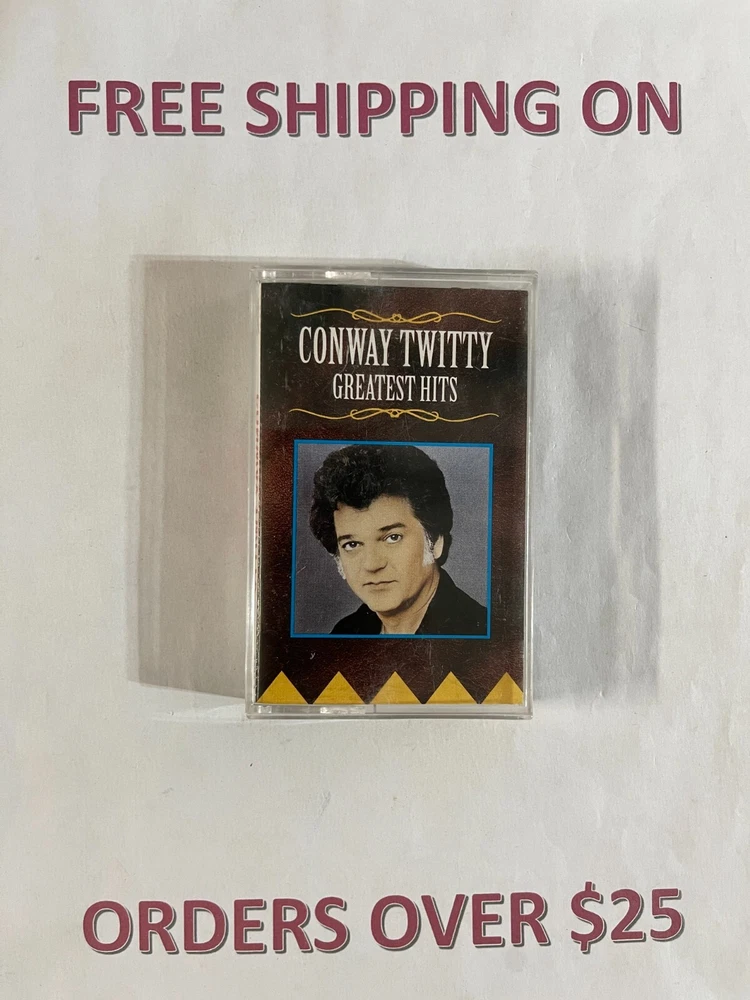 FREE SHIPPING ON
CONWAY TWITTY
GREATEST HITS
ORDERS OVER $25